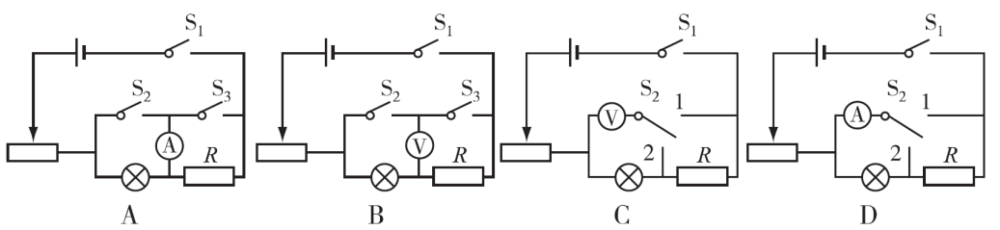 S₁ S₁ S₁ S₁
S₂ S₃ S₂ S₃ S₂ 1 S₂ 1
V A
A R V R 2 R 2 R
A B C D